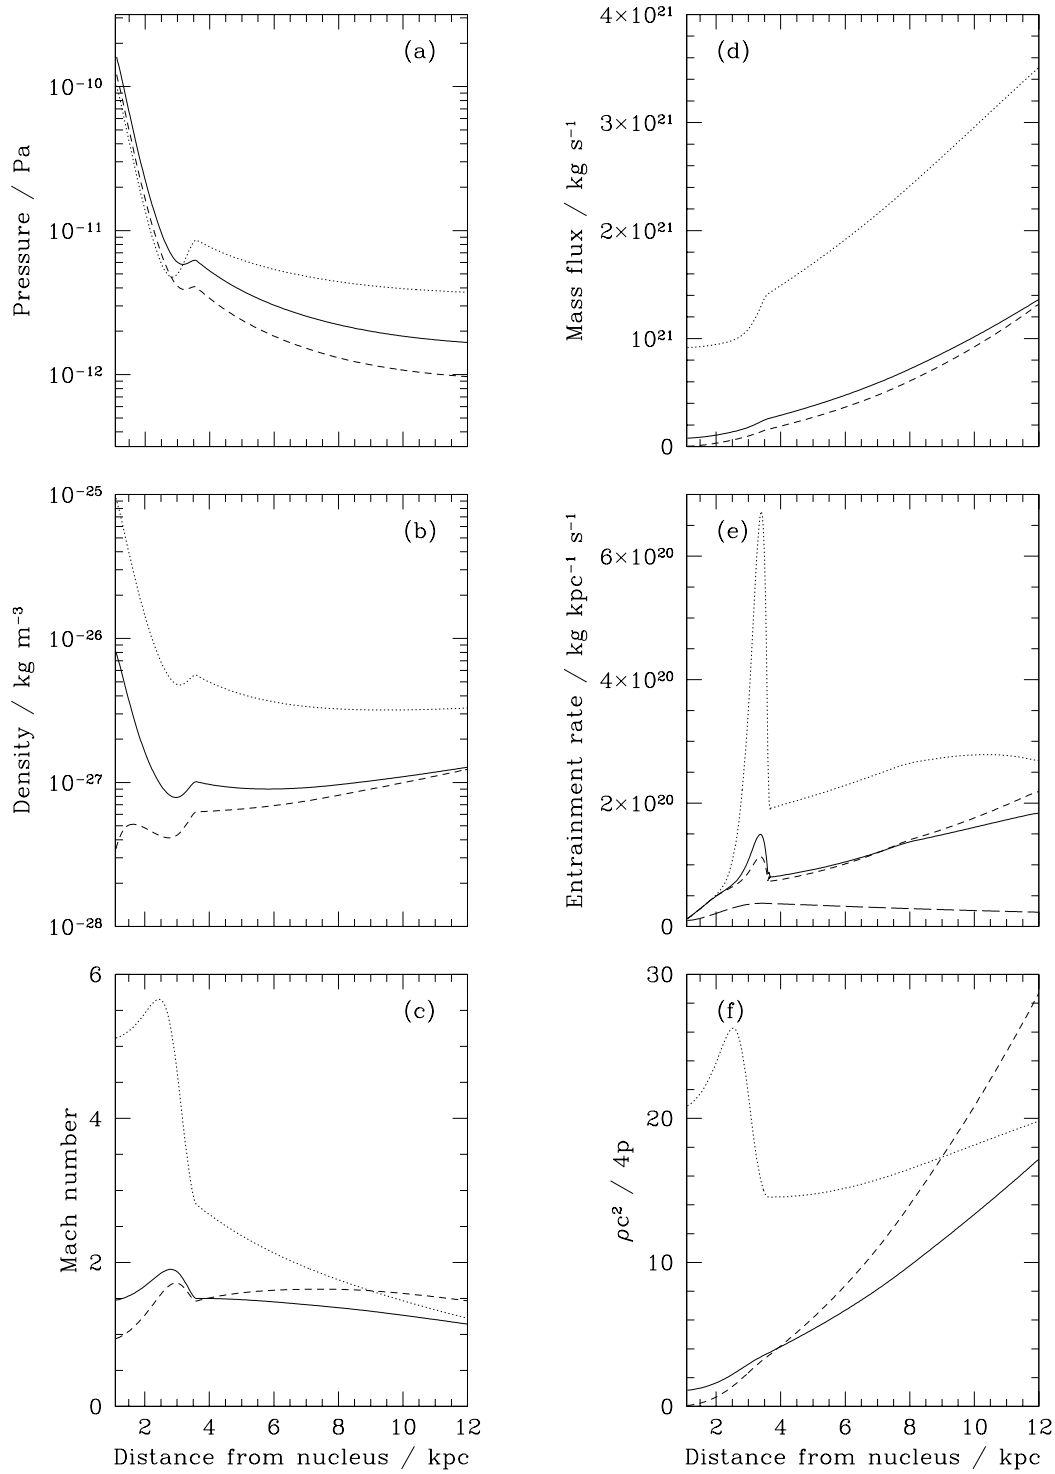 (a)
Pressure / Pa
10⁻¹⁰
10⁻¹¹
10⁻¹²
(b)
Density / kg m⁻³
10⁻²⁵
10⁻²⁶
10⁻²⁷
10⁻²⁸
(c)
Mach number
6
4
2
0
2 4 6 8 10 12
Distance from nucleus / kpc
(d)
Mass flux / kg s⁻¹
4×10²¹
3×10²¹
2×10²¹
10²¹
0
(e)
Entrainment rate / kg kpc⁻¹ s⁻¹
6×10²⁰
4×10²⁰
2×10²⁰
0
(f)
ρc² / 4p
30
20
10
0
2 4 6 8 10 12
Distance from nucleus / kpc